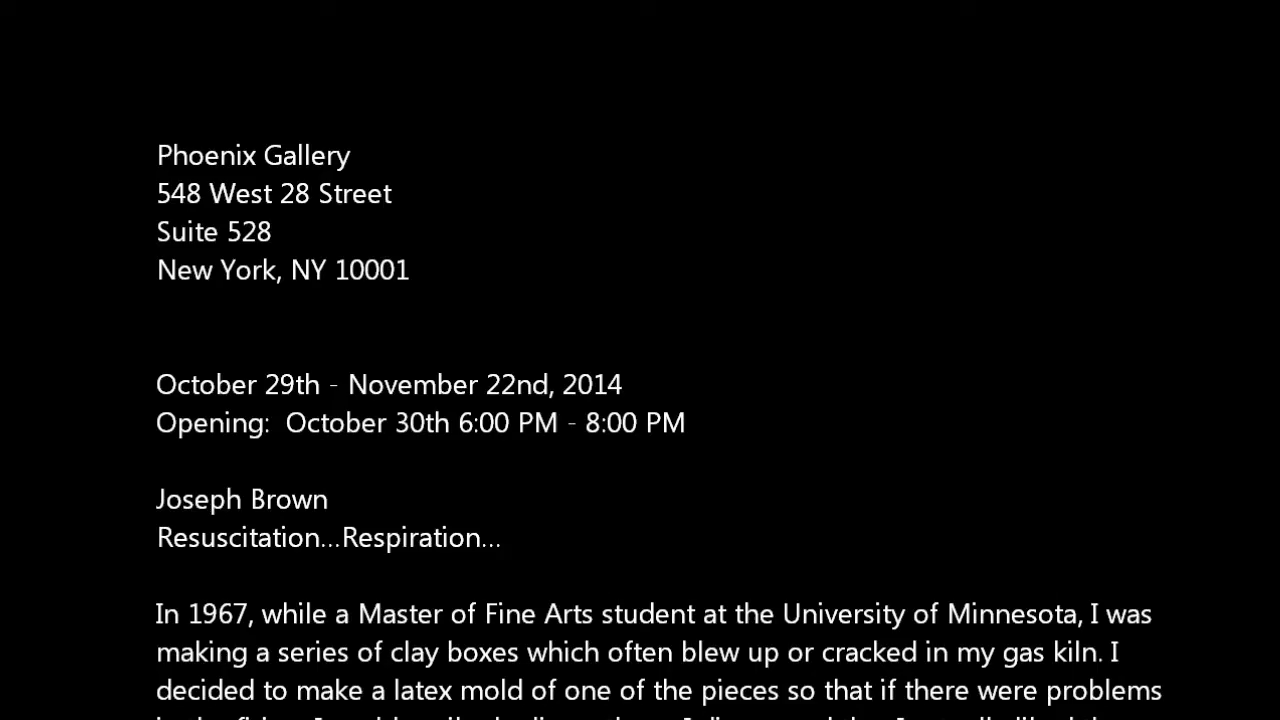 Phoenix Gallery
548 West 28 Street
Suite 528
New York, NY 10001
October 29th - November 22nd, 2014
Opening:  October 30th 6:00 PM - 8:00 PM
Joseph Brown
Resuscitation...Respiration...
In 1967, while a Master of Fine Arts student at the University of Minnesota, I was
making a series of clay boxes which often blew up or cracked in my gas kiln. I
decided to make a latex mold of one of the pieces so that if there were problems